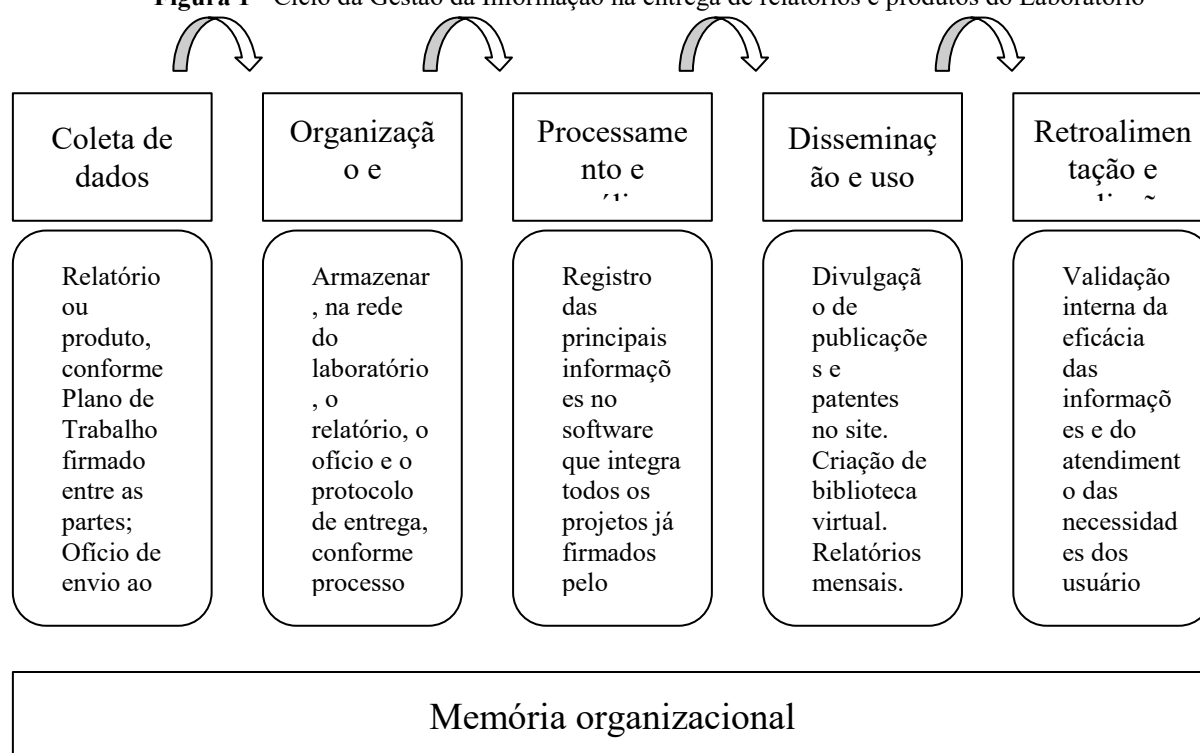 Figura 1 - Ciclo da Gestão da Informação na entrega de relatórios e produtos do Laboratório
Coleta de
dados
Organizaçã
o e
Processame
nto e
Disseminaç
ão e uso
Retroalimen
tação e
Relatório
ou
produto,
conforme
Plano de
Trabalho
firmado
entre as
partes;
Ofício de
envio ao
Armazenar
, na rede
do
laboratório
, o
relatório, o
ofício e o
protocolo
de entrega,
conforme
processo
Registro
das
principais
informaçõ
es no
software
que integra
todos os
projetos já
firmados
pelo
Divulgaçã
o de
publicaçõe
s e
patentes
no site.
Criação de
biblioteca
virtual.
Relatórios
mensais.
Validação
interna da
eficácia
das
informaçõ
es e do
atendiment
o das
necessidad
es dos
usuário
Memória organizacional